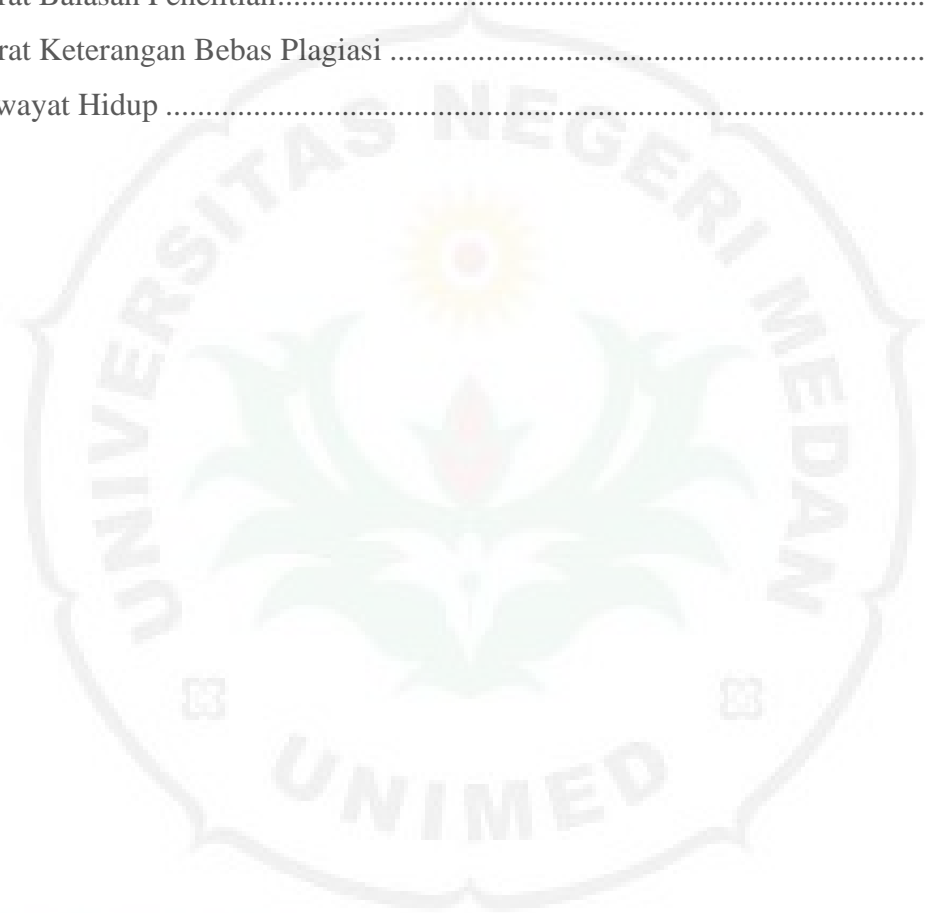 rat Balasan Penelitian................................................................................
rat Keterangan Bebas Plagiasi ..................................................................
wayat Hidup ..............................................................................................
UNIVERSITAS NEGERI MEDAN
UNIMED